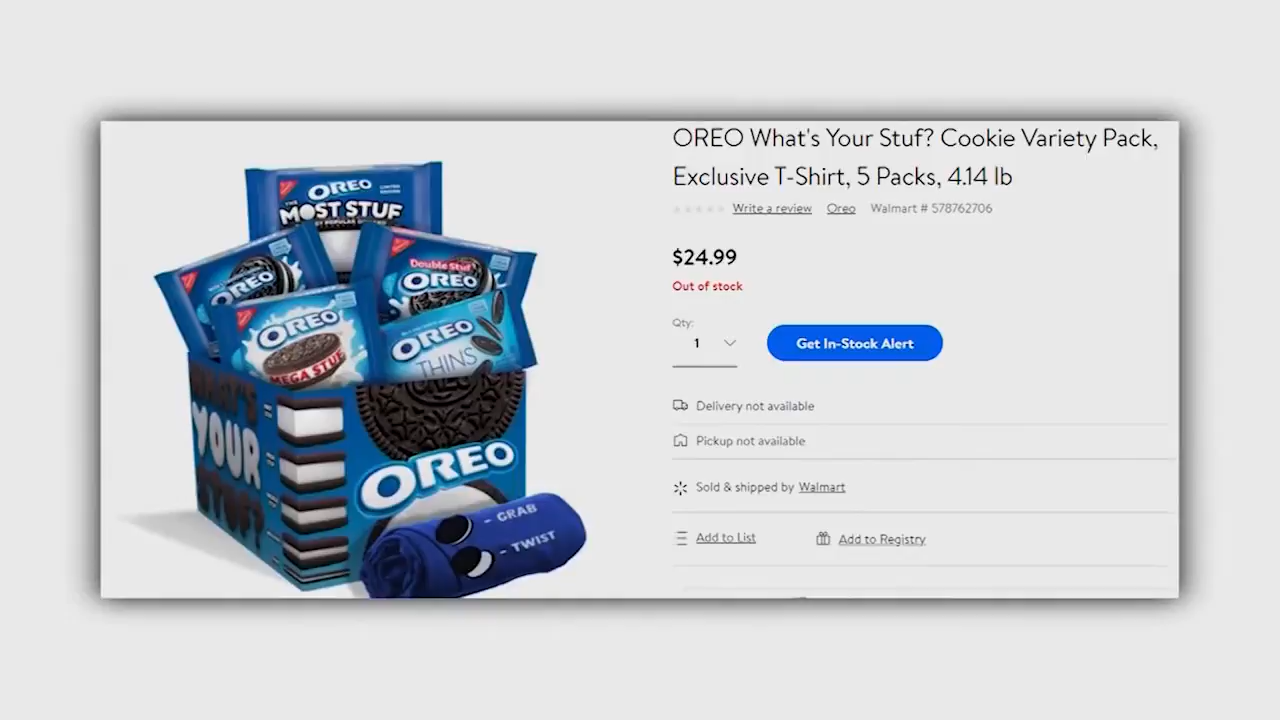 OREO What's Your Stuf? Cookie Variety Pack,
Exclusive T-Shirt, 5 Packs, 4.14 lb
Write a review Oreo Walmart # 578762706
$24.99
Out of stock
Qty:
1
Get In-Stock Alert
Delivery not available
Pickup not available
Sold & shipped by Walmart
Add to List Add to Registry
OREO
THE
MOST STUF
OREO
Double Stuf
OREO
OREO
MEGA STUF
OREO
THINS
WHAT'S
YOUR
STUF?
OREO
- GRAB
- TWIST